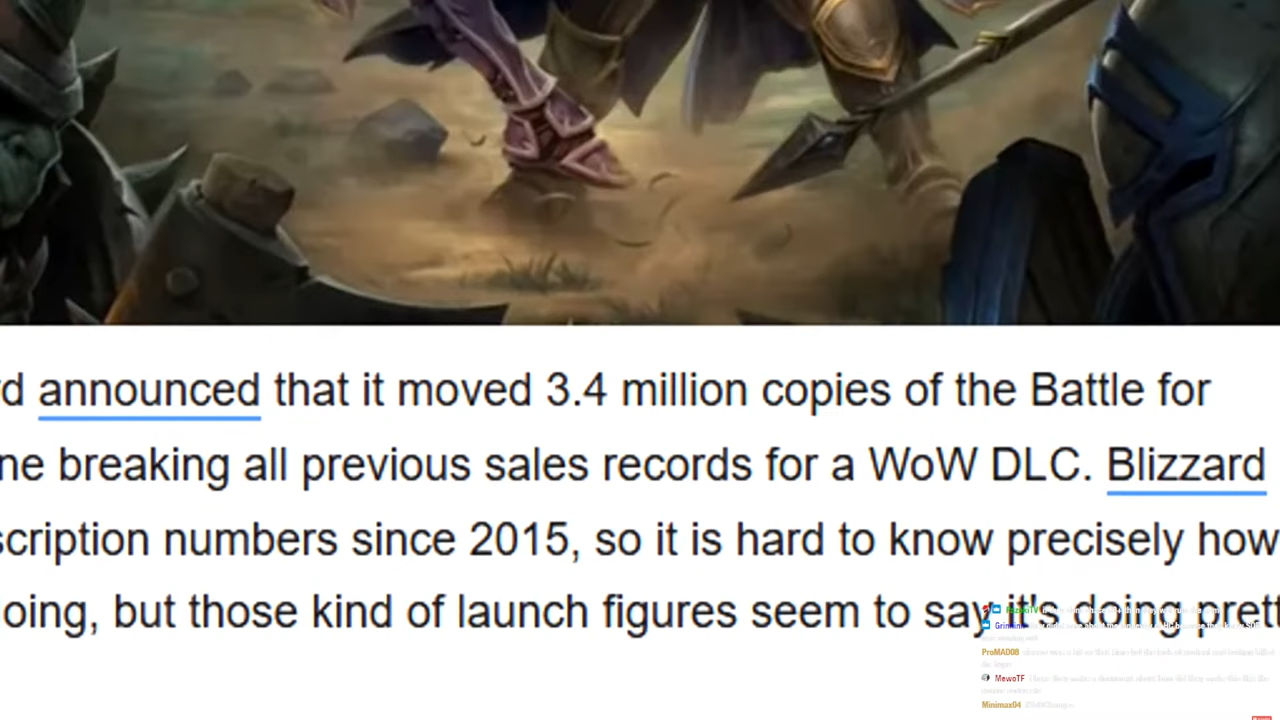 rd announced that it moved 3.4 million copies of the Battle for
ne breaking all previous sales records for a WoW DLC. Blizzard
scription numbers since 2015, so it is hard to know precisely how
oing, but those kind of launch figures seem to say it's doing prett
ProMAD08
MewoTF
Minimax04